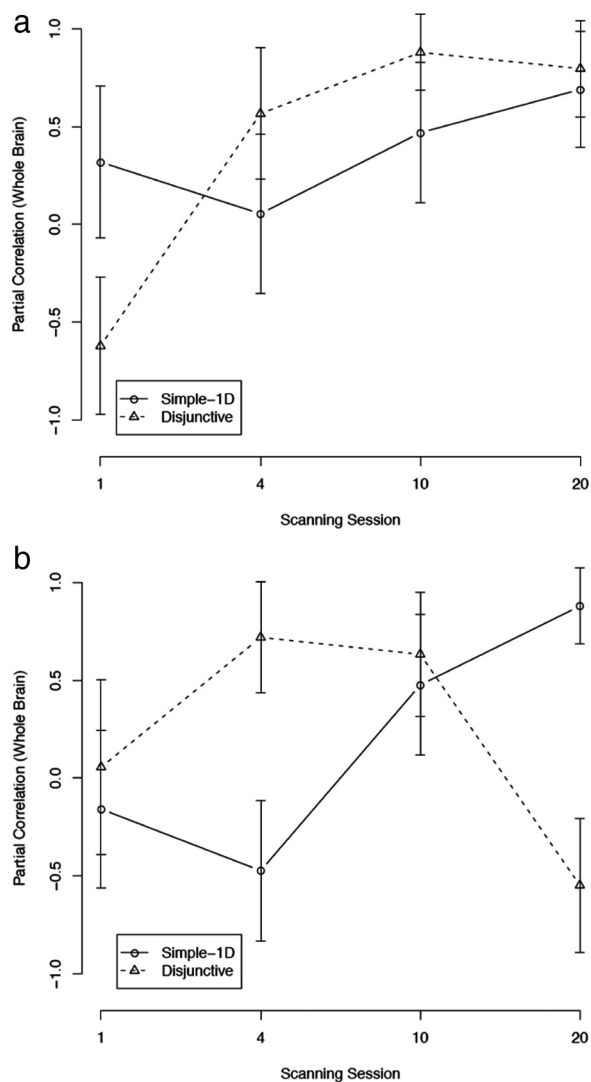 a
Partial Correlation (Whole Brain)
1.0
0.5
0.0
−0.5
−1.0
Simple−1D
Disjunctive
1 4 10 20
Scanning Session
b
Partial Correlation (Whole Brain)
1.0
0.5
0.0
−0.5
−1.0
Simple−1D
Disjunctive
1 4 10 20
Scanning Session